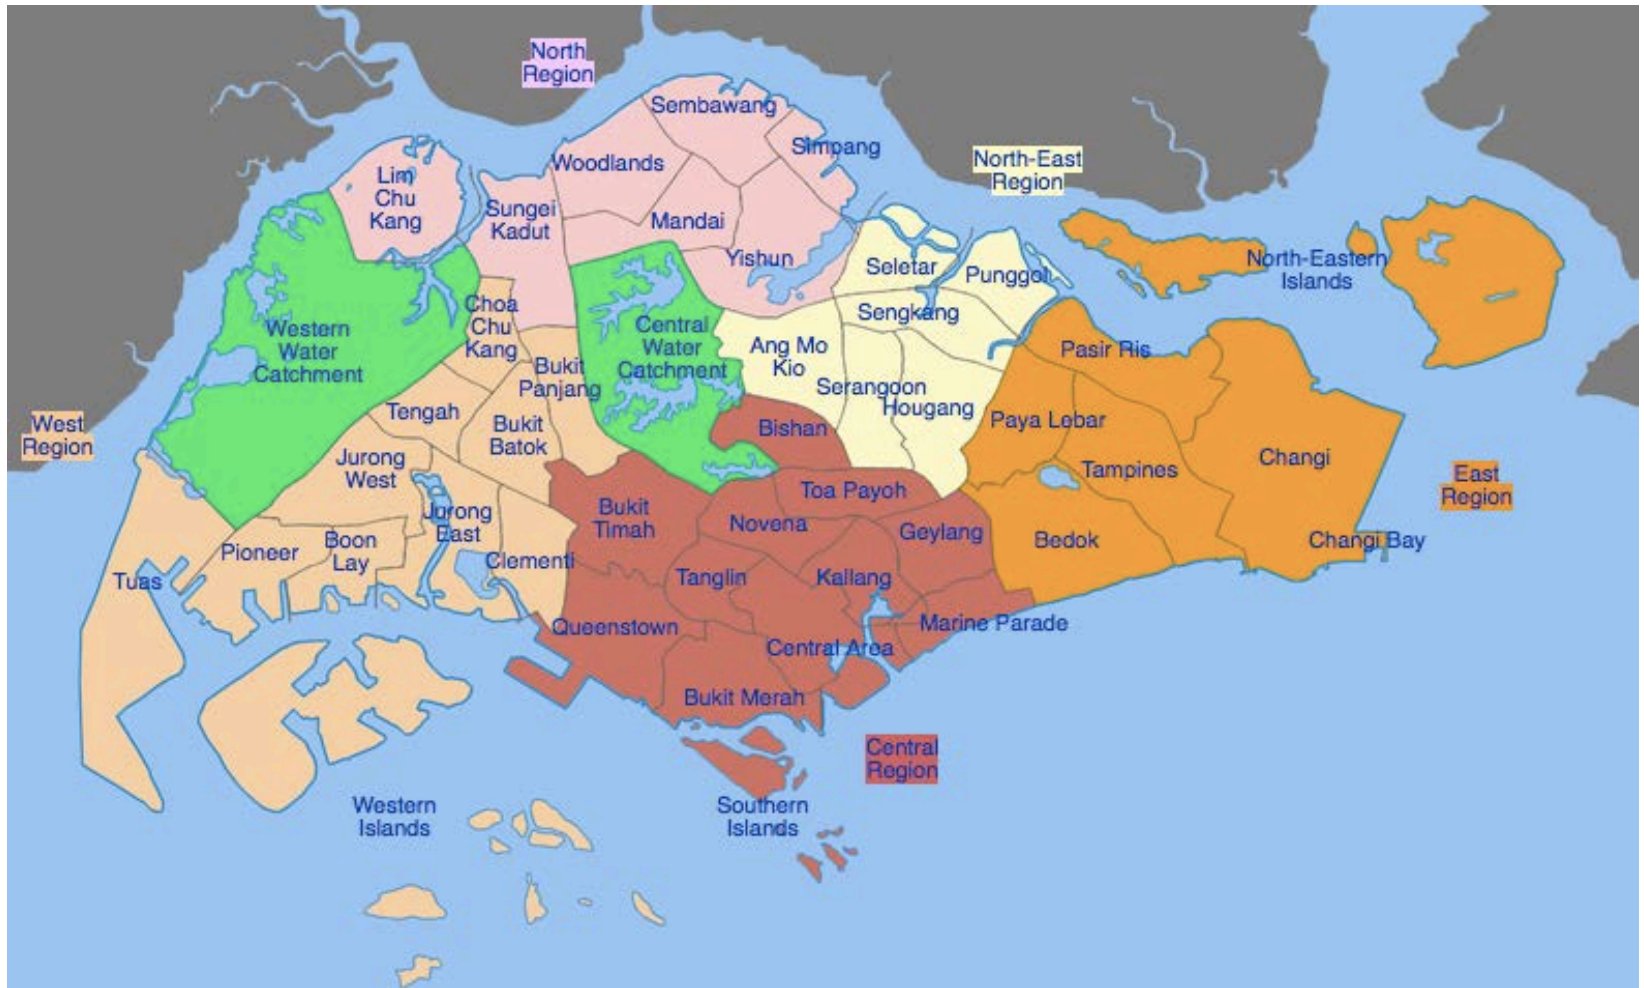 North
Region
Sembawang
Simpang
Woodlands
North-East
Region
Lim
Chu
Kang
Sungei
Kadut
Mandai
Yishun
Seletar
Punggol
North-Eastern
Islands
Choa
Chu
Kang
Sengkang
Western
Water
Catchment
Central
Water
Catchment
Ang Mo
Kio
Pasir Ris
Bukit
Panjang
Serangoon
Hougang
West
Region
Tengah
Bukit
Batok
Bishan
Paya Lebar
Tampines
Changi
East
Region
Jurong
West
Toa Payoh
Bukit
Timah
Novena
Geylang
Jurong
East
Bedok
Changi Bay
Pioneer
Boon
Lay
Clementi
Tuas
Tanglin
Kallang
Queenstown
Marine Parade
Central Area
Bukit Merah
Central
Region
Western
Islands
Southern
Islands